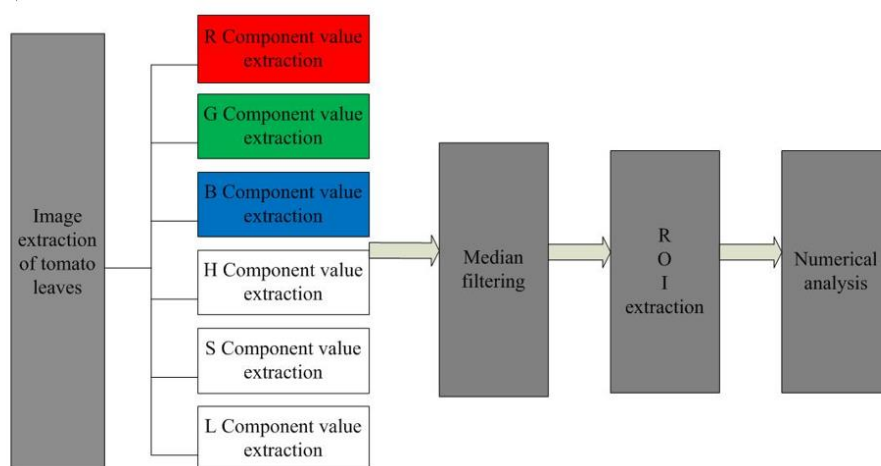 Image
extraction
of tomato
leaves
R Component value
extraction
G Component value
extraction
B Component value
extraction
H Component value
extraction
S Component value
extraction
L Component value
extraction
Median
filtering
R
O
I
extraction
Numerical
analysis